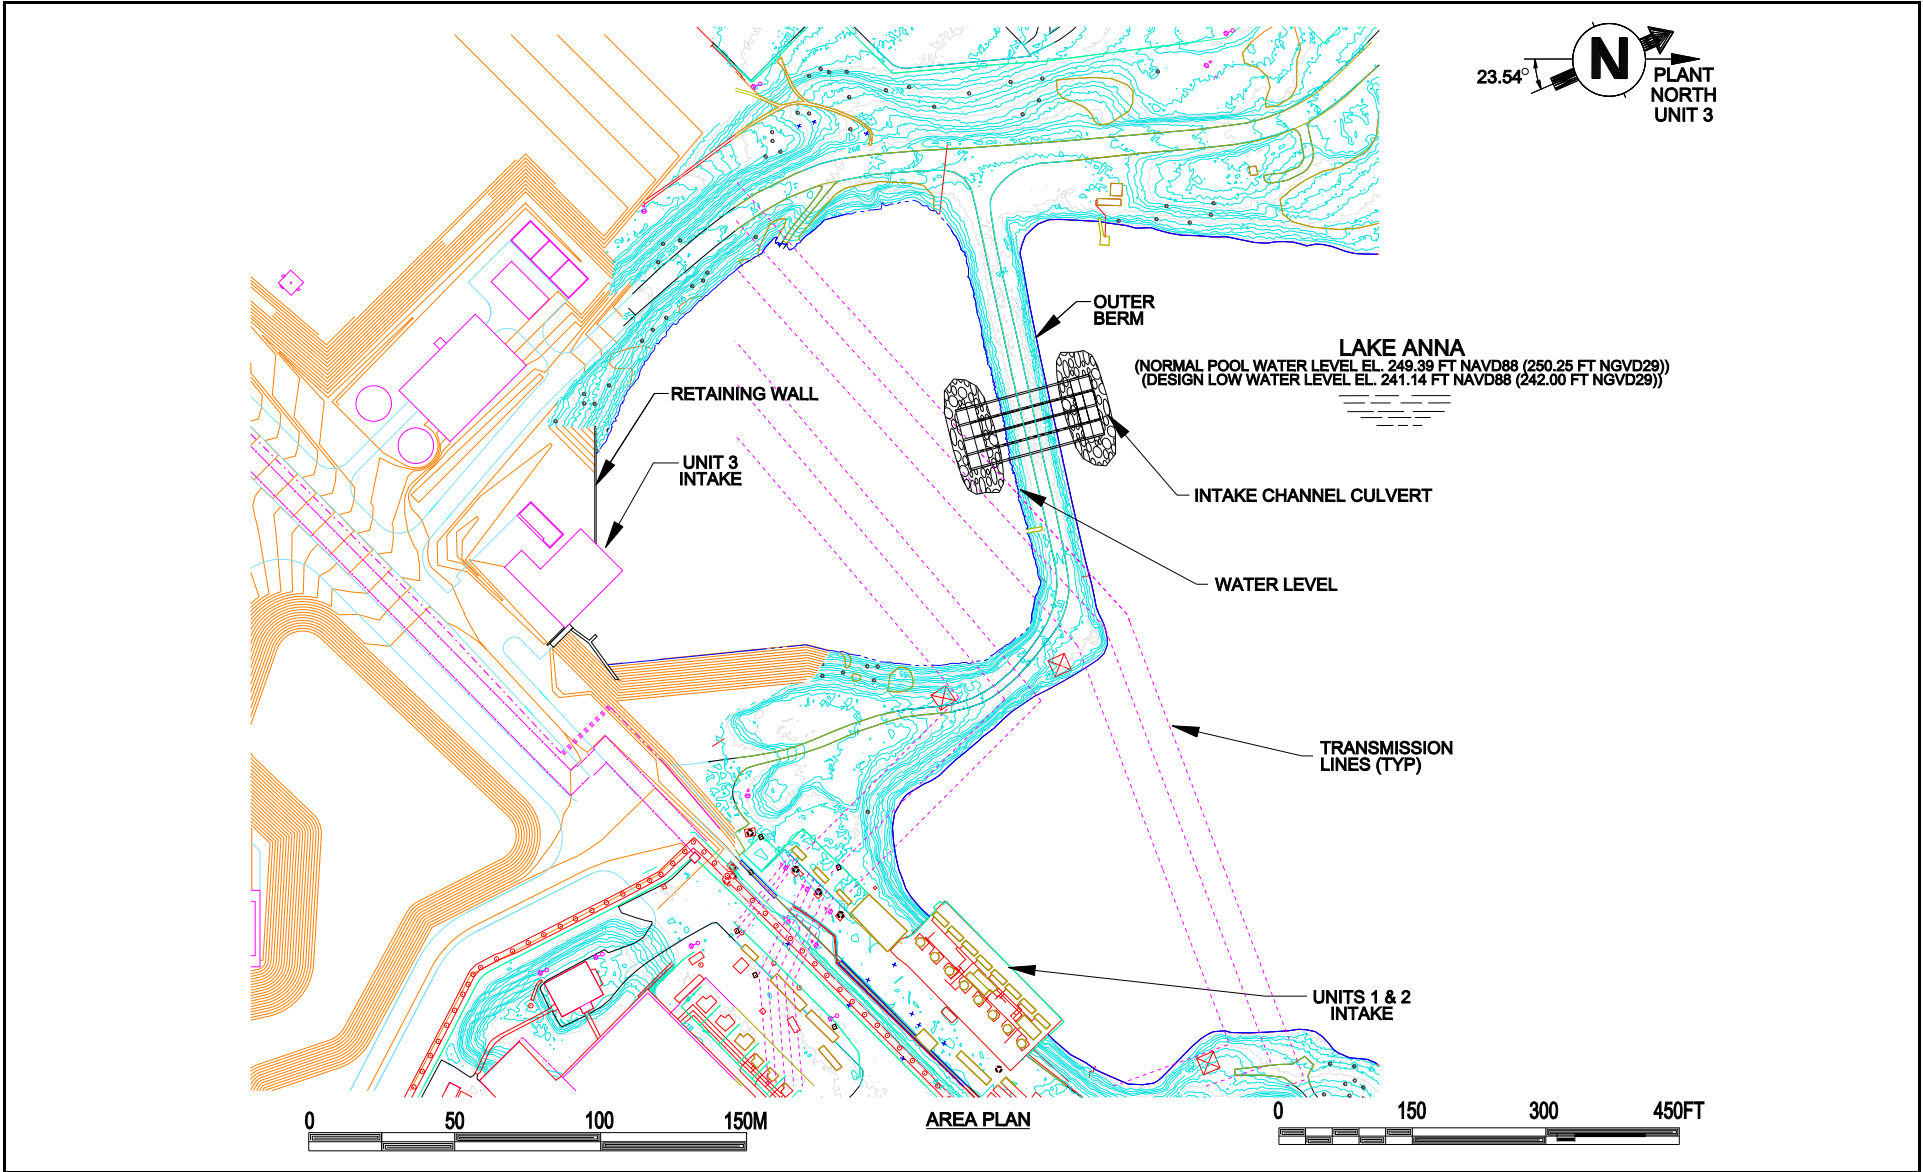 N
23.54°
PLANT
NORTH
UNIT 3
OUTER
BERM
LAKE ANNA
(NORMAL POOL WATER LEVEL EL. 249.39 FT NAVD88 (250.25 FT NGVD29))
(DESIGN LOW WATER LEVEL EL. 241.14 FT NAVD88 (242.00 FT NGVD29))
RETAINING WALL
UNIT 3
INTAKE
INTAKE CHANNEL CULVERT
WATER LEVEL
TRANSMISSION
LINES (TYP)
UNITS 1 & 2
INTAKE
0 50 100 150M
AREA PLAN
0 150 300 450FT